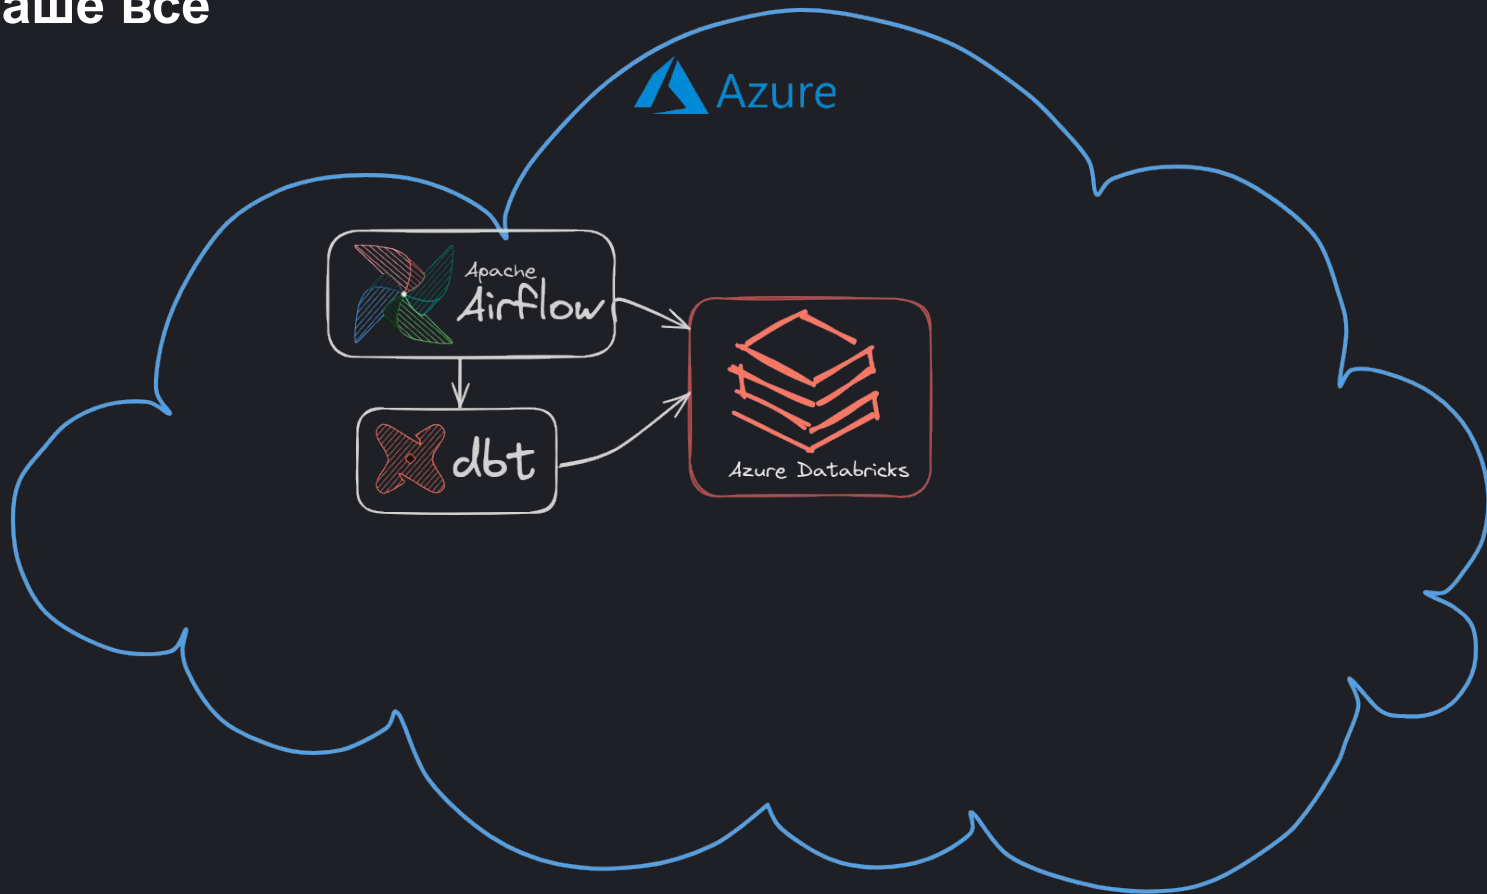 аше все
Azure
Apache
Airflow
dbt
Azure Databricks